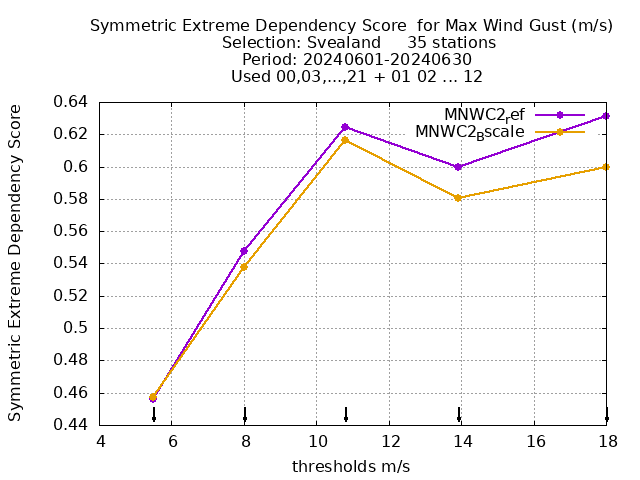 Symmetric Extreme Dependency Score  for Max Wind Gust (m/s)
Selection: Svealand     35 stations
Period: 20240601-20240630
Used 00,03,...,21 + 01 02 ... 12
Symmetric Extreme Dependency Score
0.64
0.62
0.6
0.58
0.56
0.54
0.52
0.5
0.48
0.46
0.44
MNWC2_ref
MNWC2_Bscale
4 6 8 10 12 14 16 18
thresholds m/s